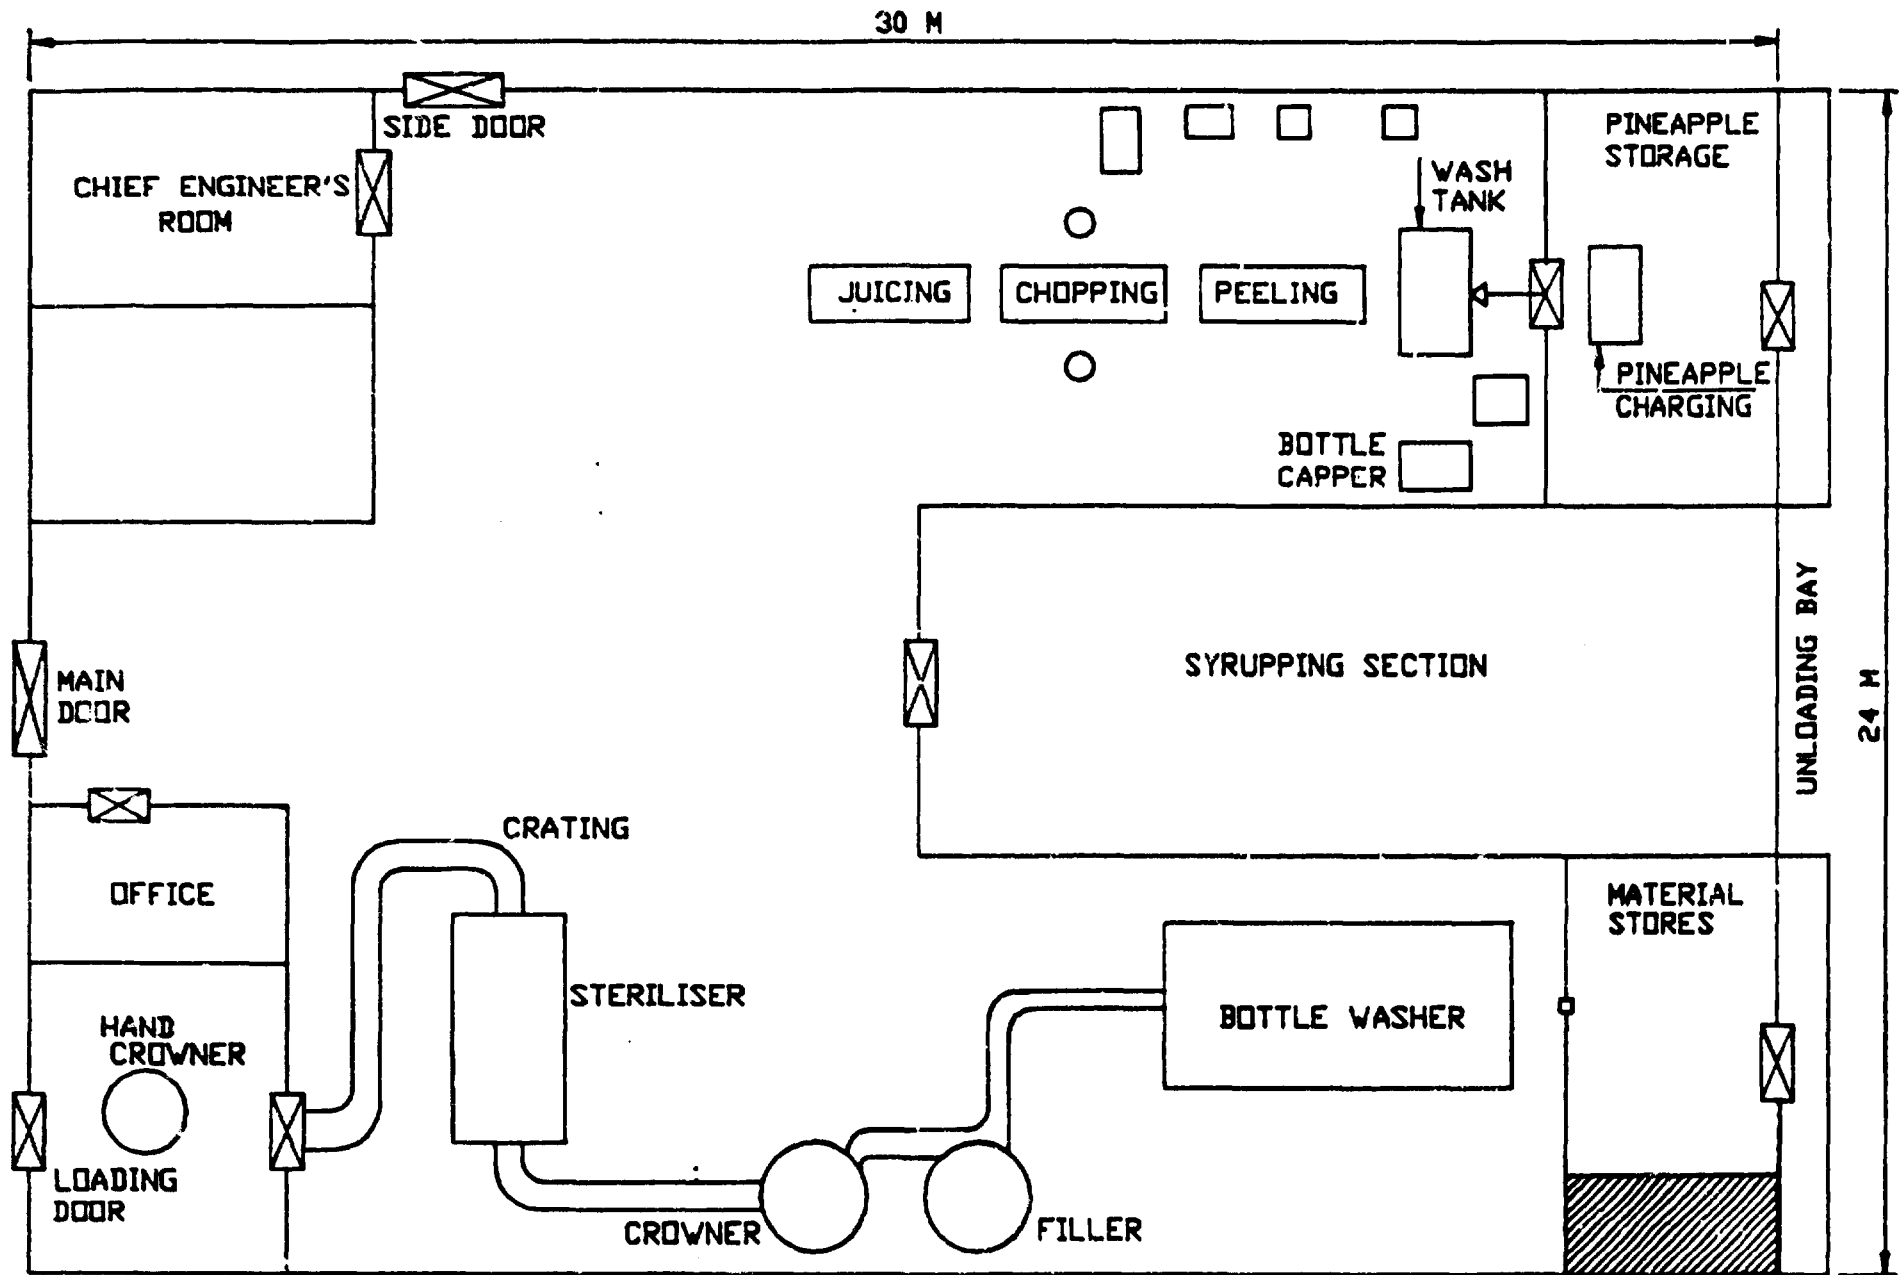 30 M
SIDE DOOR
PINEAPPLE
STORAGE
CHIEF ENGINEER'S
ROOM
WASH
TANK
JUICING
CHOPPING
PEELING
PINEAPPLE
CHARGING
BOTTLE
CAPPER
MAIN
DOOR
SYRUPPING SECTION
UNLOADING BAY
24 M
CRATING
OFFICE
MATERIAL
STORES
STERILISER
BOTTLE WASHER
HAND
CROWNER
LOADING
DOOR
CROWNER
FILLER